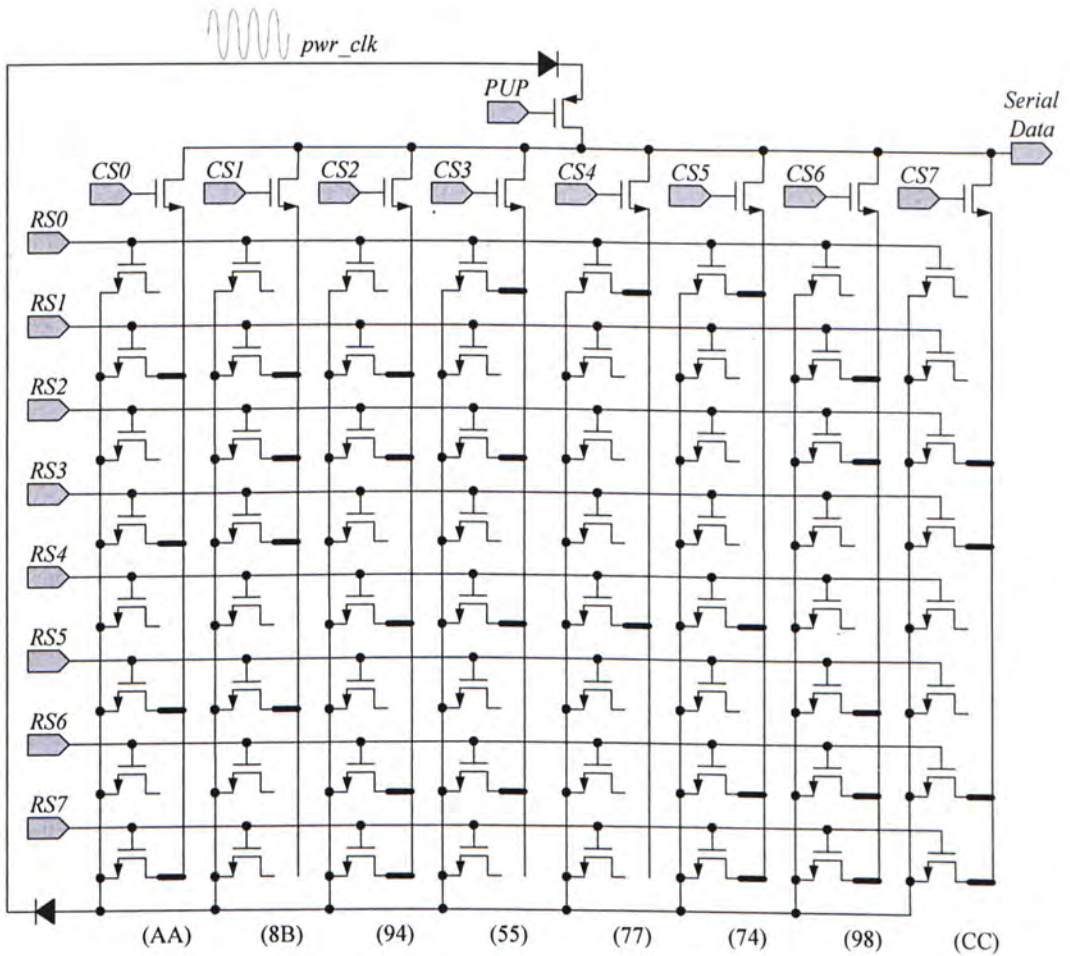 pwr_clk
PUP
Serial
Data
CS0 CS1 CS2 CS3 CS4 CS5 CS6 CS7
RS0
RS1
RS2
RS3
RS4
RS5
RS6
RS7
(AA) (8B) (94) (55) (77) (74) (98) (CC)